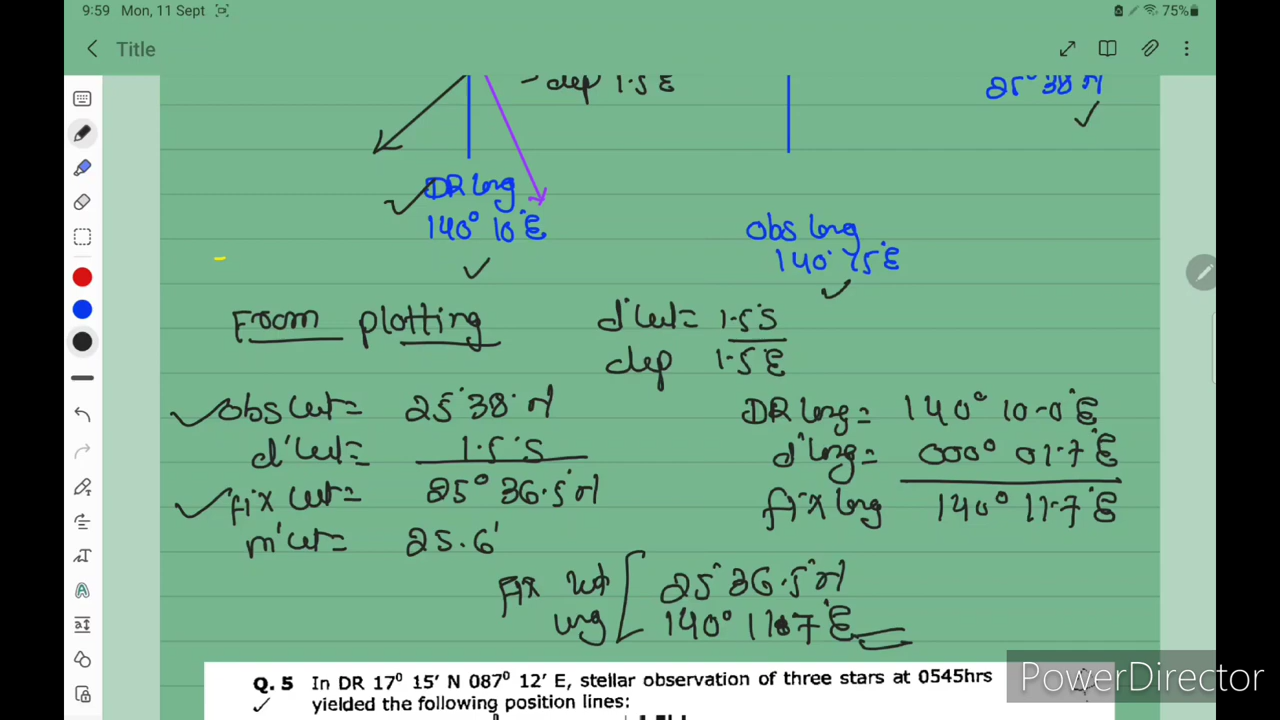 9:59 Mon, 11 Sept
75%
Title
dep 1.5 E
25° 38' N
DR long
140° 10' E
Obs long
140° 75' E
From plotting
d'lat = 1.5'S
dep 1.5'E
Obs Lat = 25° 38' N
d'lat = 1.5'S
fix Lat = 25° 36.5' N
m'lat = 25.6'
DR long = 140° 10.0' E
d'long = 000° 01.7' E
fix long 140° 11.7' E
Fix lat 25° 36.5' N
long 140° 11.7' E
Q. 5 In DR 17⁰ 15′ N 087⁰ 12′ E, stellar observation of three stars at 0545hrs
yielded the following position lines:
PowerDirector